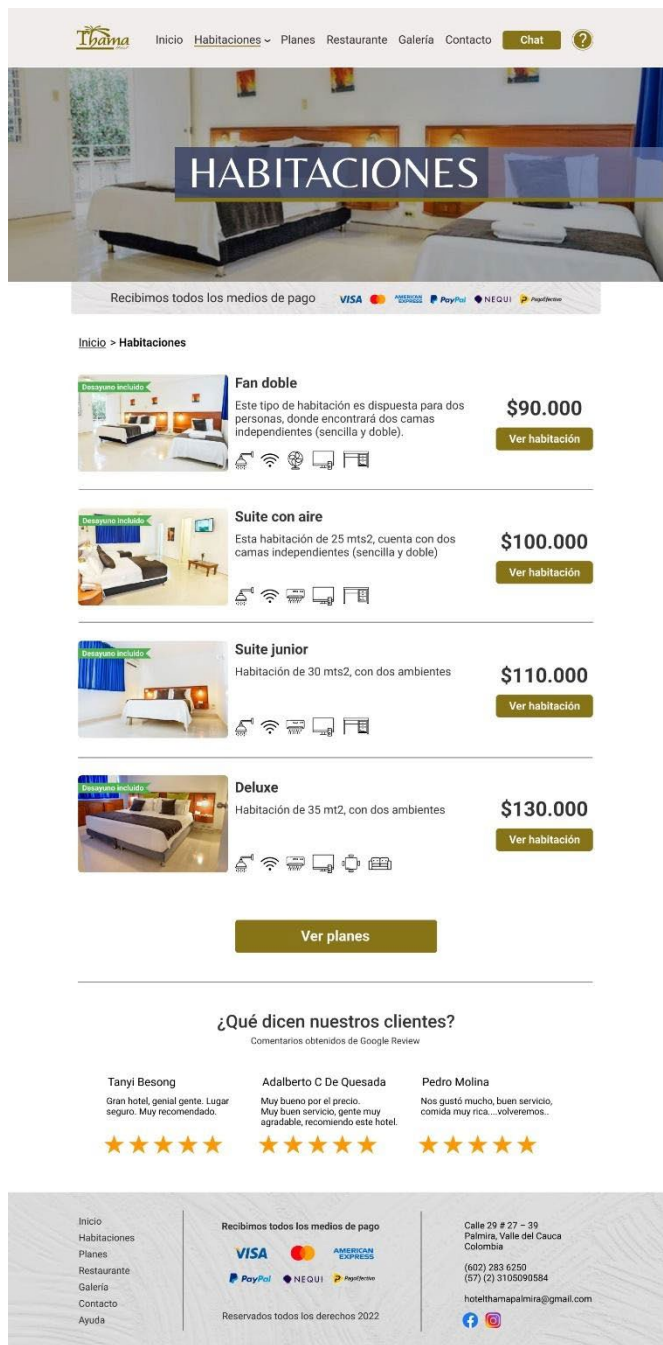 Thama
Inicio Habitaciones Planes Restaurante Galería Contacto Chat ?
HABITACIONES
Recibimos todos los medios de pago VISA AMERICAN EXPRESS PayPal NEQUI PagoEfectivo
Inicio > Habitaciones
Desayuno incluido
Fan doble
Este tipo de habitación es dispuesta para dos
personas, donde encontrará dos camas
independientes (sencilla y doble).
$90.000
Ver habitación
Desayuno incluido
Suite con aire
Esta habitación de 25 mts2, cuenta con dos
camas independientes (sencilla y doble)
$100.000
Ver habitación
Desayuno incluido
Suite junior
Habitación de 30 mts2, con dos ambientes
$110.000
Ver habitación
Desayuno incluido
Deluxe
Habitación de 35 mt2, con dos ambientes
$130.000
Ver habitación
Ver planes
¿Qué dicen nuestros clientes?
Comentarios obtenidos de Google Review
Tanyi Besong
Gran hotel, genial gente. Lugar
seguro. Muy recomendado.
Adalberto C De Quesada
Muy bueno por el precio.
Muy buen servicio, gente muy
agradable, recomiendo este hotel.
Pedro Molina
Nos gustó mucho, buen servicio,
comida muy rica....volveremos..
Inicio
Habitaciones
Planes
Restaurante
Galería
Contacto
Ayuda
Recibimos todos los medios de pago
VISA AMERICAN EXPRESS
PayPal NEQUI PagoEfectivo
Reservados todos los derechos 2022
Calle 29 # 27 – 39
Palmira, Valle del Cauca
Colombia
(602) 283 6250
(57) (2) 3105090584
hotelthamapalmira@gmail.com